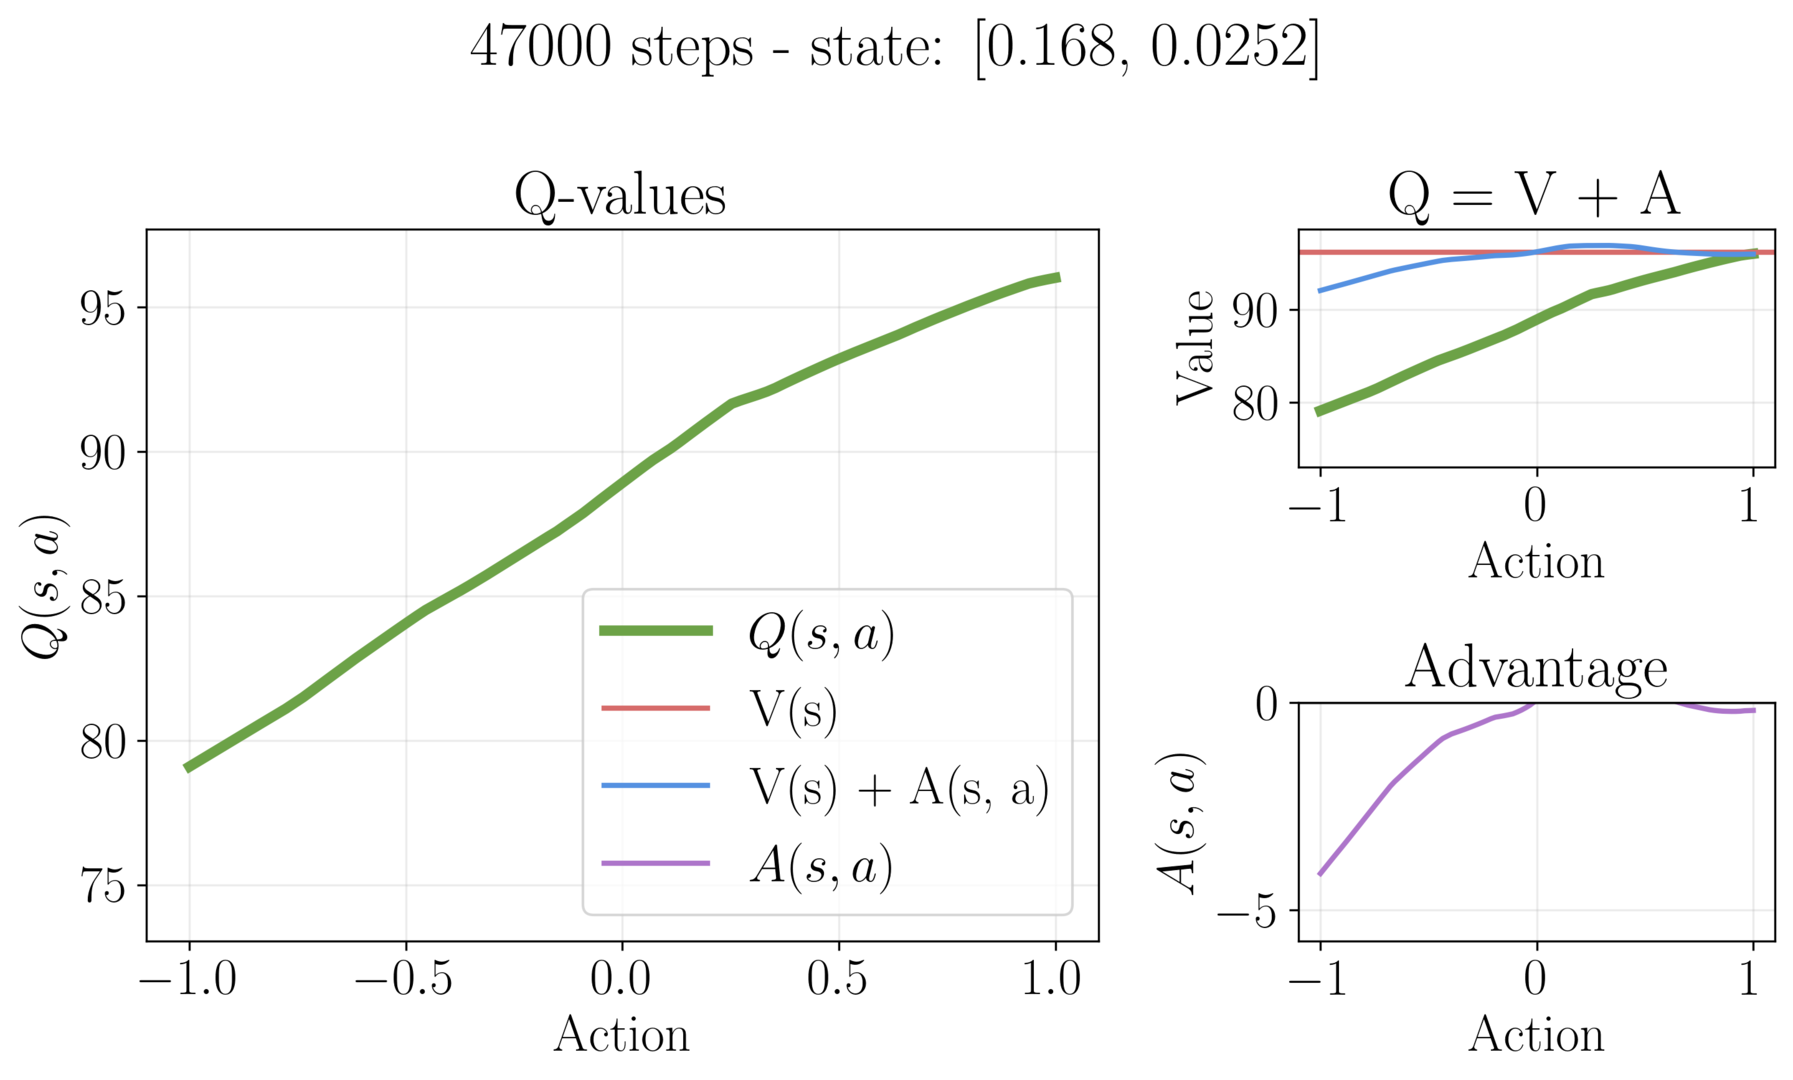 47000 steps - state: [0.168, 0.0252]
Q-values
Q(s, a)
95
90
85
80
75
−1.0
−0.5
0.0
0.5
1.0
Action
Q(s, a)
V(s)
V(s) + A(s, a)
A(s, a)
Q = V + A
Value
90
80
−1
0
1
Action
Advantage
A(s, a)
0
−5
−1
0
1
Action